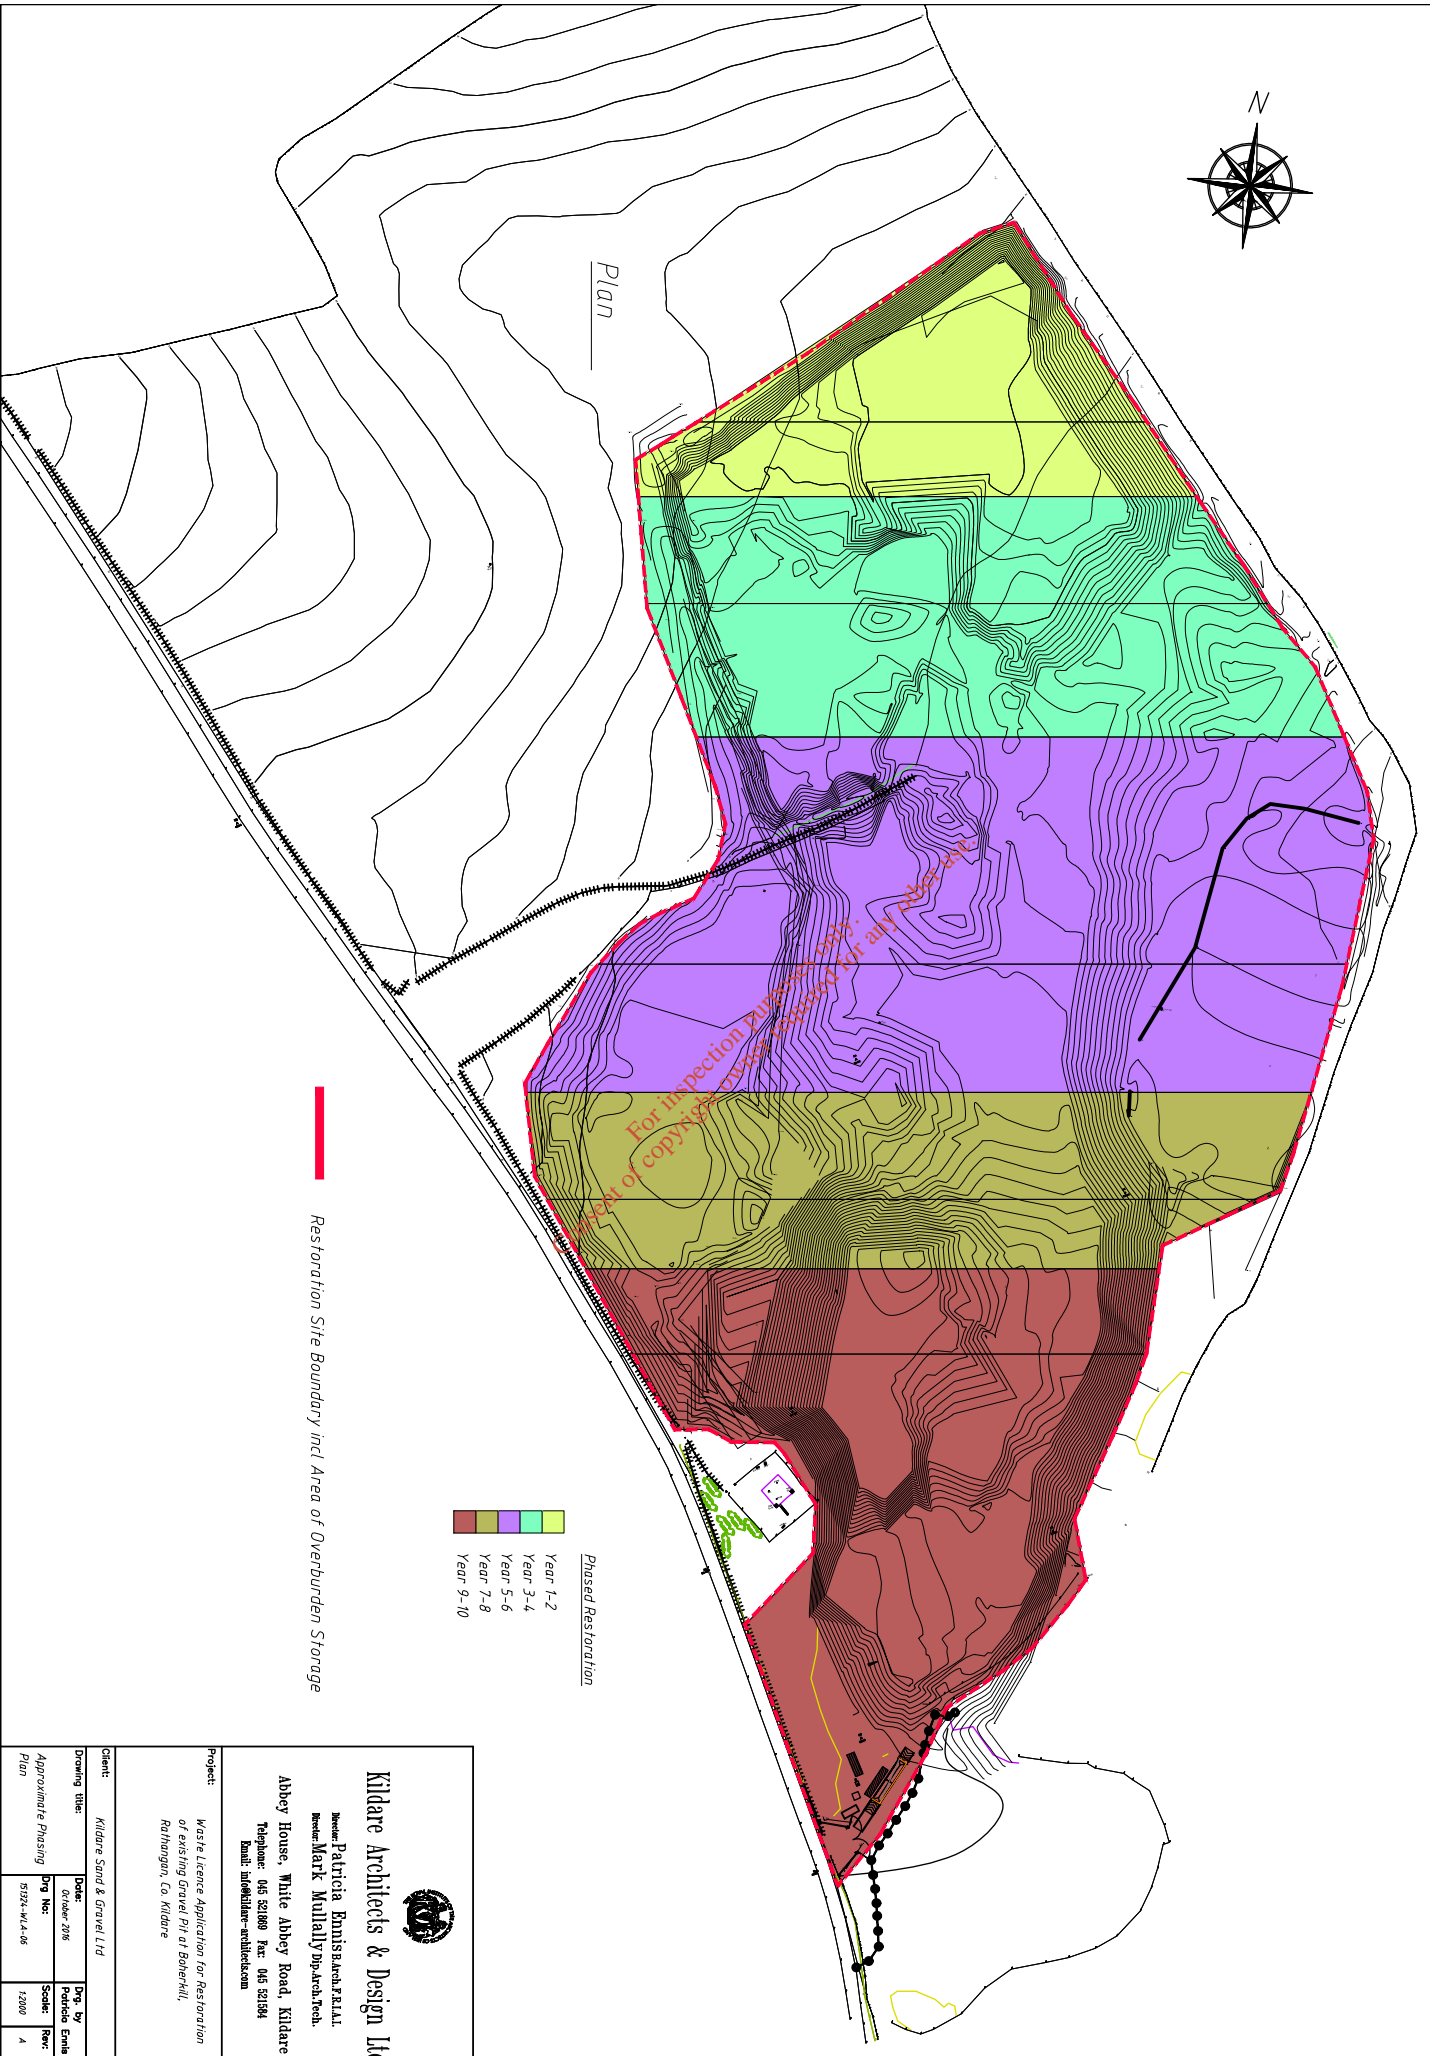 N
Plan
For inspection purposes only.
Consent of copyright owner required for any other use.
Restoration Site Boundary incl Area of Overburden Storage
Phased Restoration
Year 1-2
Year 3-4
Year 5-6
Year 7-8
Year 9-10
Kildare Architects & Design Ltd
Director: Patricia Ennis B.Arch.F.R.I.A.I.
Director: Mark Mullally Dip.Arch.Tech.
Abbey House, White Abbey Road, Kildare
Telephone: 045 521869 Fax: 045 521584
Email: info@kildare-architects.com
Project:
Waste Licence Application for Restoration
of existing Gravel Pit at Boherkill,
Rathangan, Co. Kildare
Client:
Kildare Sand & Gravel Ltd
Drawing title:
Approximate Phasing
Plan
Date:
October 2016
Drg. by
Patricia Ennis
Drg No:
151324-WLA-06
Scale:
1:2000
Rev:
A